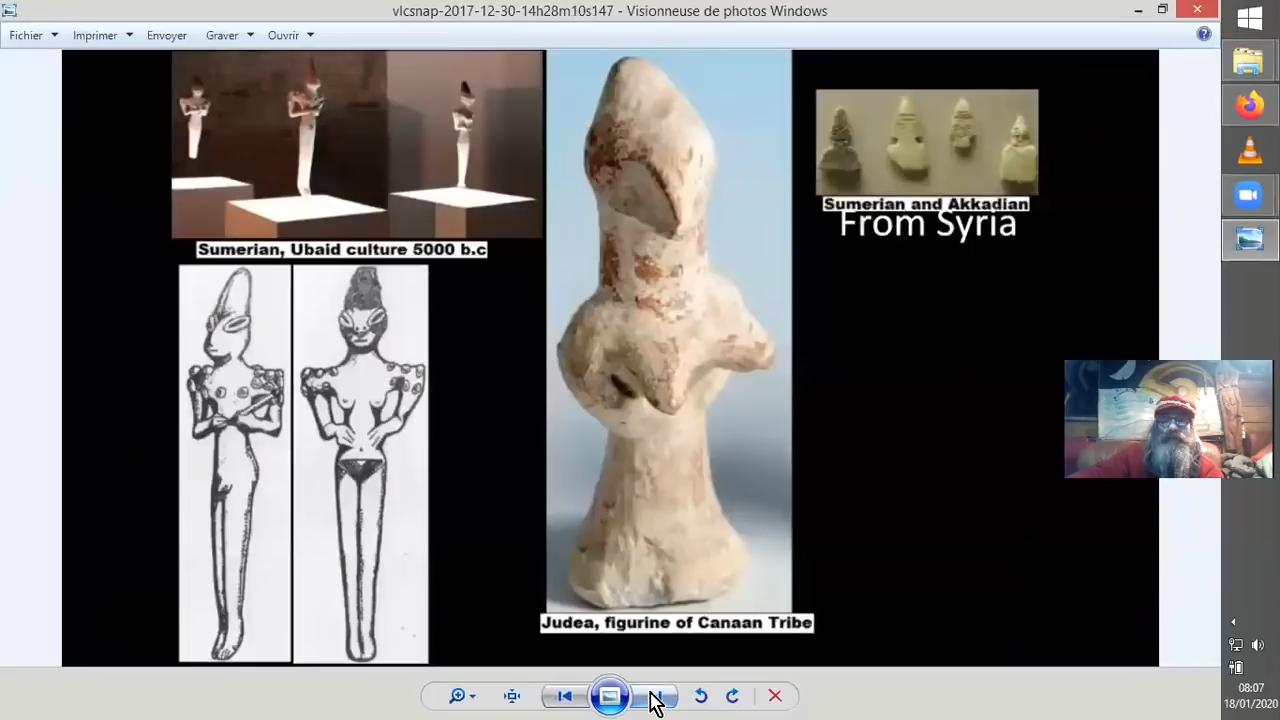 vlcsnap-2017-12-30-14h28m10s147 - Visionneuse de photos Windows
Fichier Imprimer Envoyer Graver Ouvrir
Sumerian, Ubaid culture 5000 b.c
Sumerian and Akkadian
From Syria
Judea, figurine of Canaan Tribe
08:07
18/01/2020